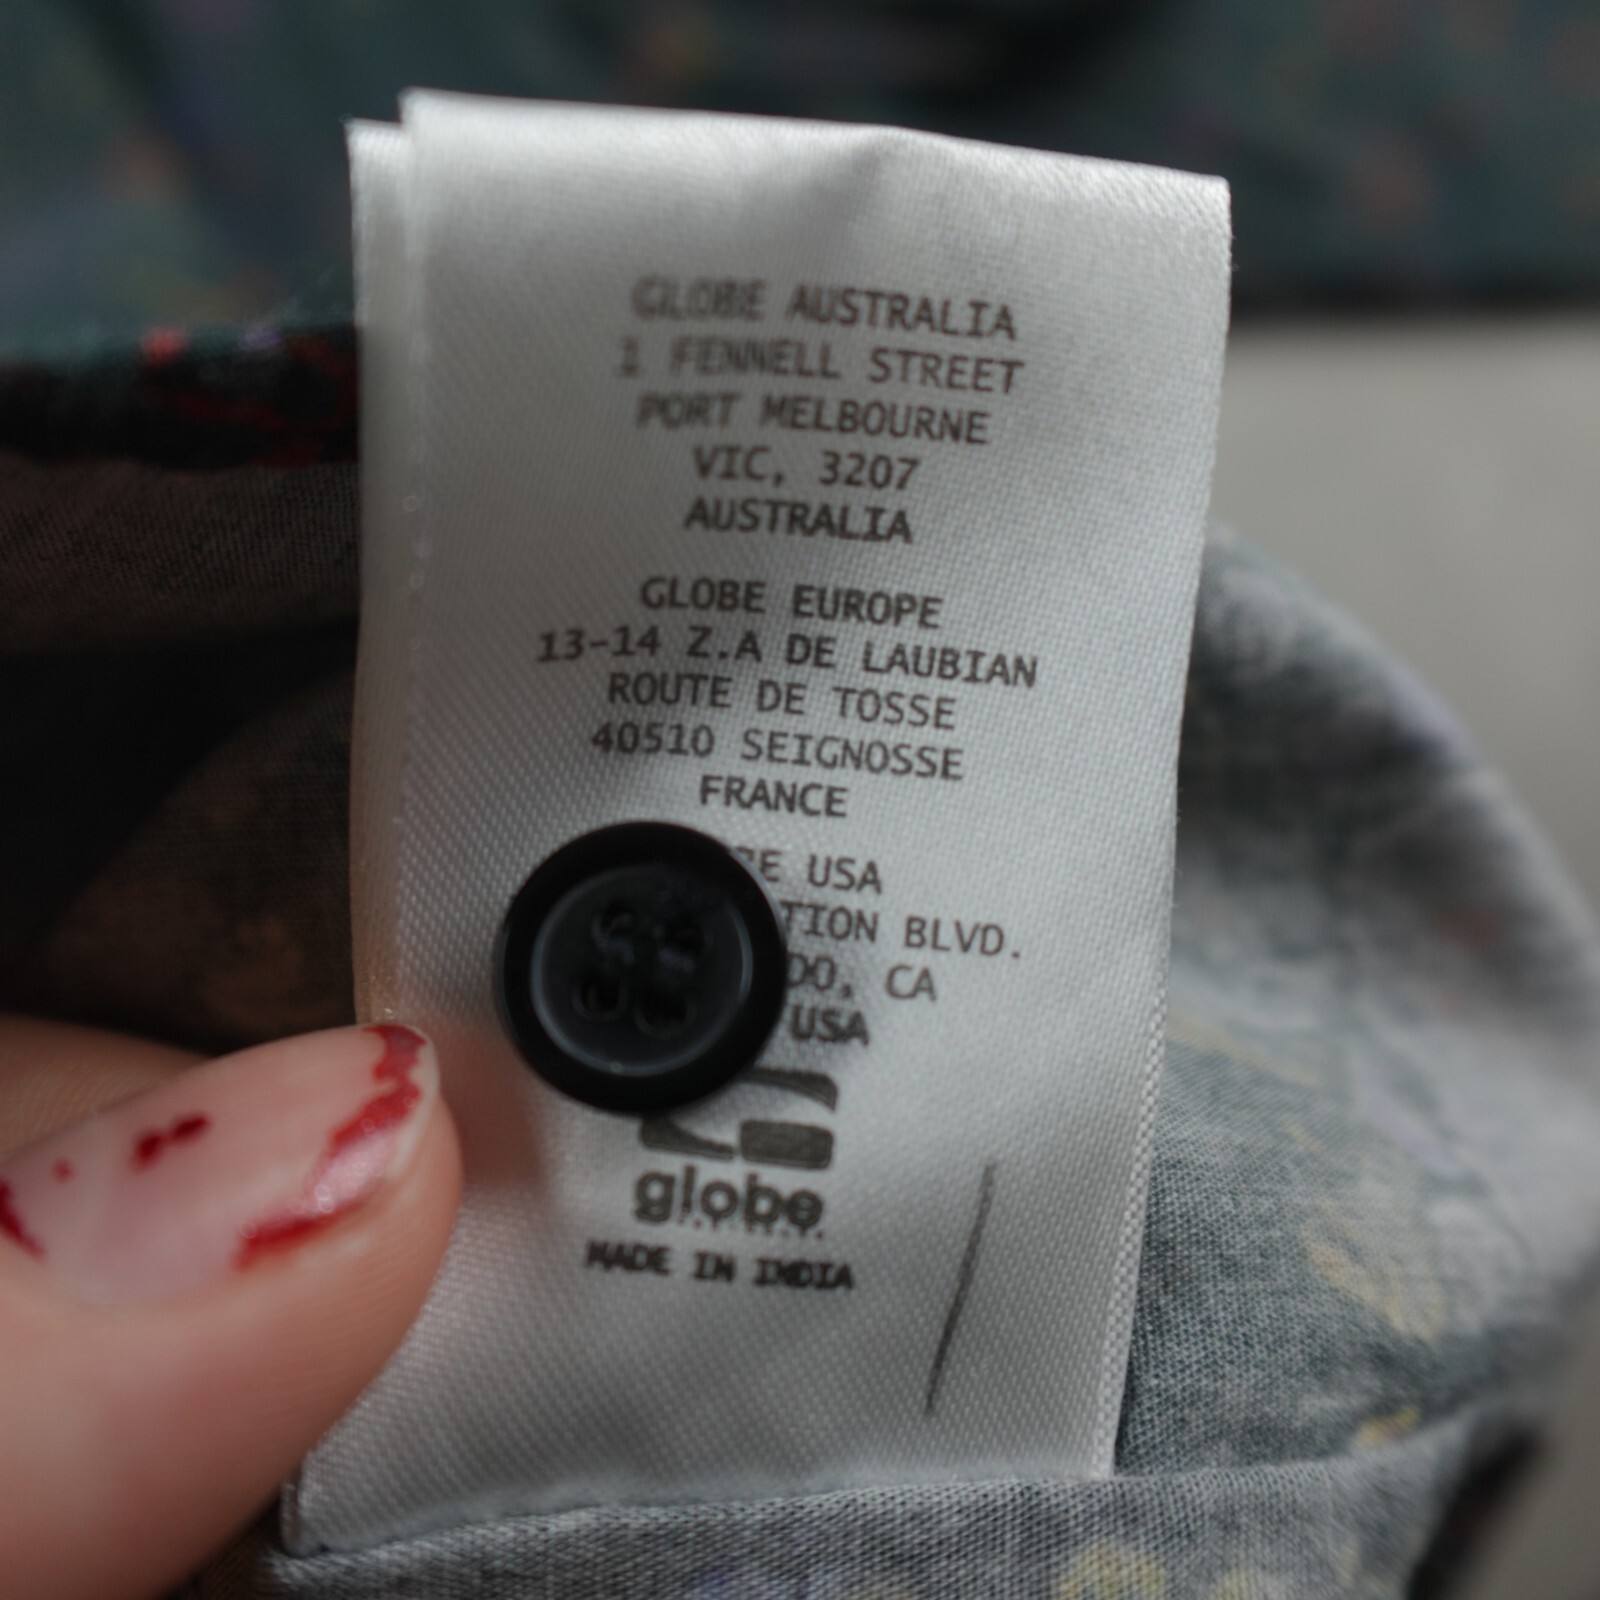 GLOBE AUSTRALIA
1 FENNELL STREET
PORT MELBOURNE
VIC, 3207
AUSTRALIA
GLOBE EUROPE
13-14 Z.A DE LAUBIAN
ROUTE DE TOSSE
40510 SEIGNOSSE
FRANCE
USA
BLVD.
CA
USA
globe
MADE IN INDIA